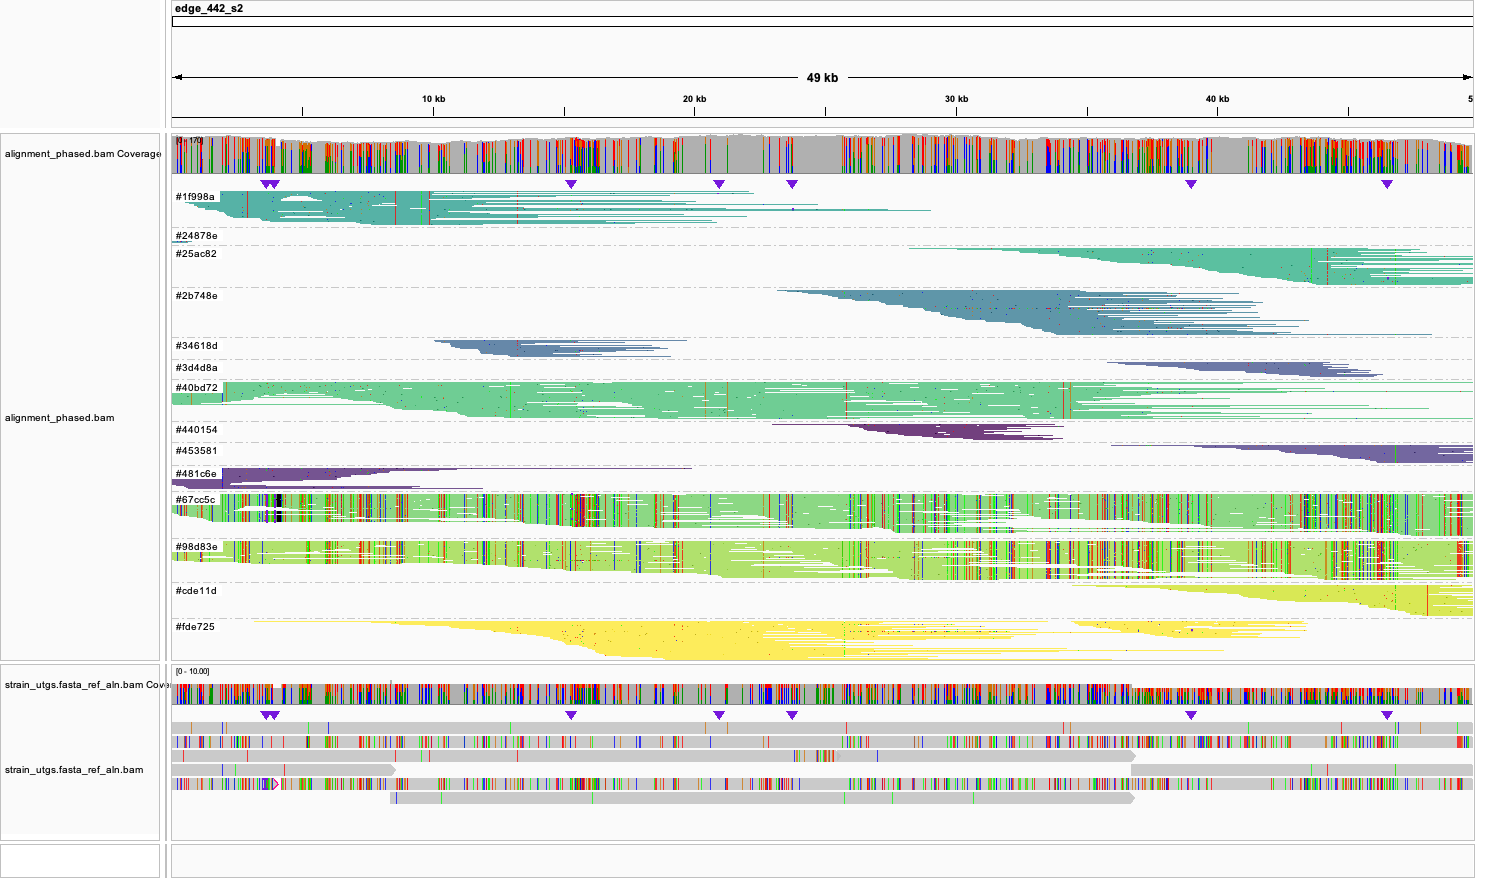 edge_442_s2
49 kb
10 kb
20 kb
30 kb
40 kb
5
alignment_phased.bam Coverage
[0 - 170]
#1f998a
#24878e
#25ac82
#2b748e
#34618d
#3d4d8a
#40bd72
alignment_phased.bam
#440154
#453581
#481c6e
#67cc5c
#98d83e
#cde11d
#fde725
strain_utgs.fasta_ref_aln.bam Cove
[0 - 10.00]
strain_utgs.fasta_ref_aln.bam